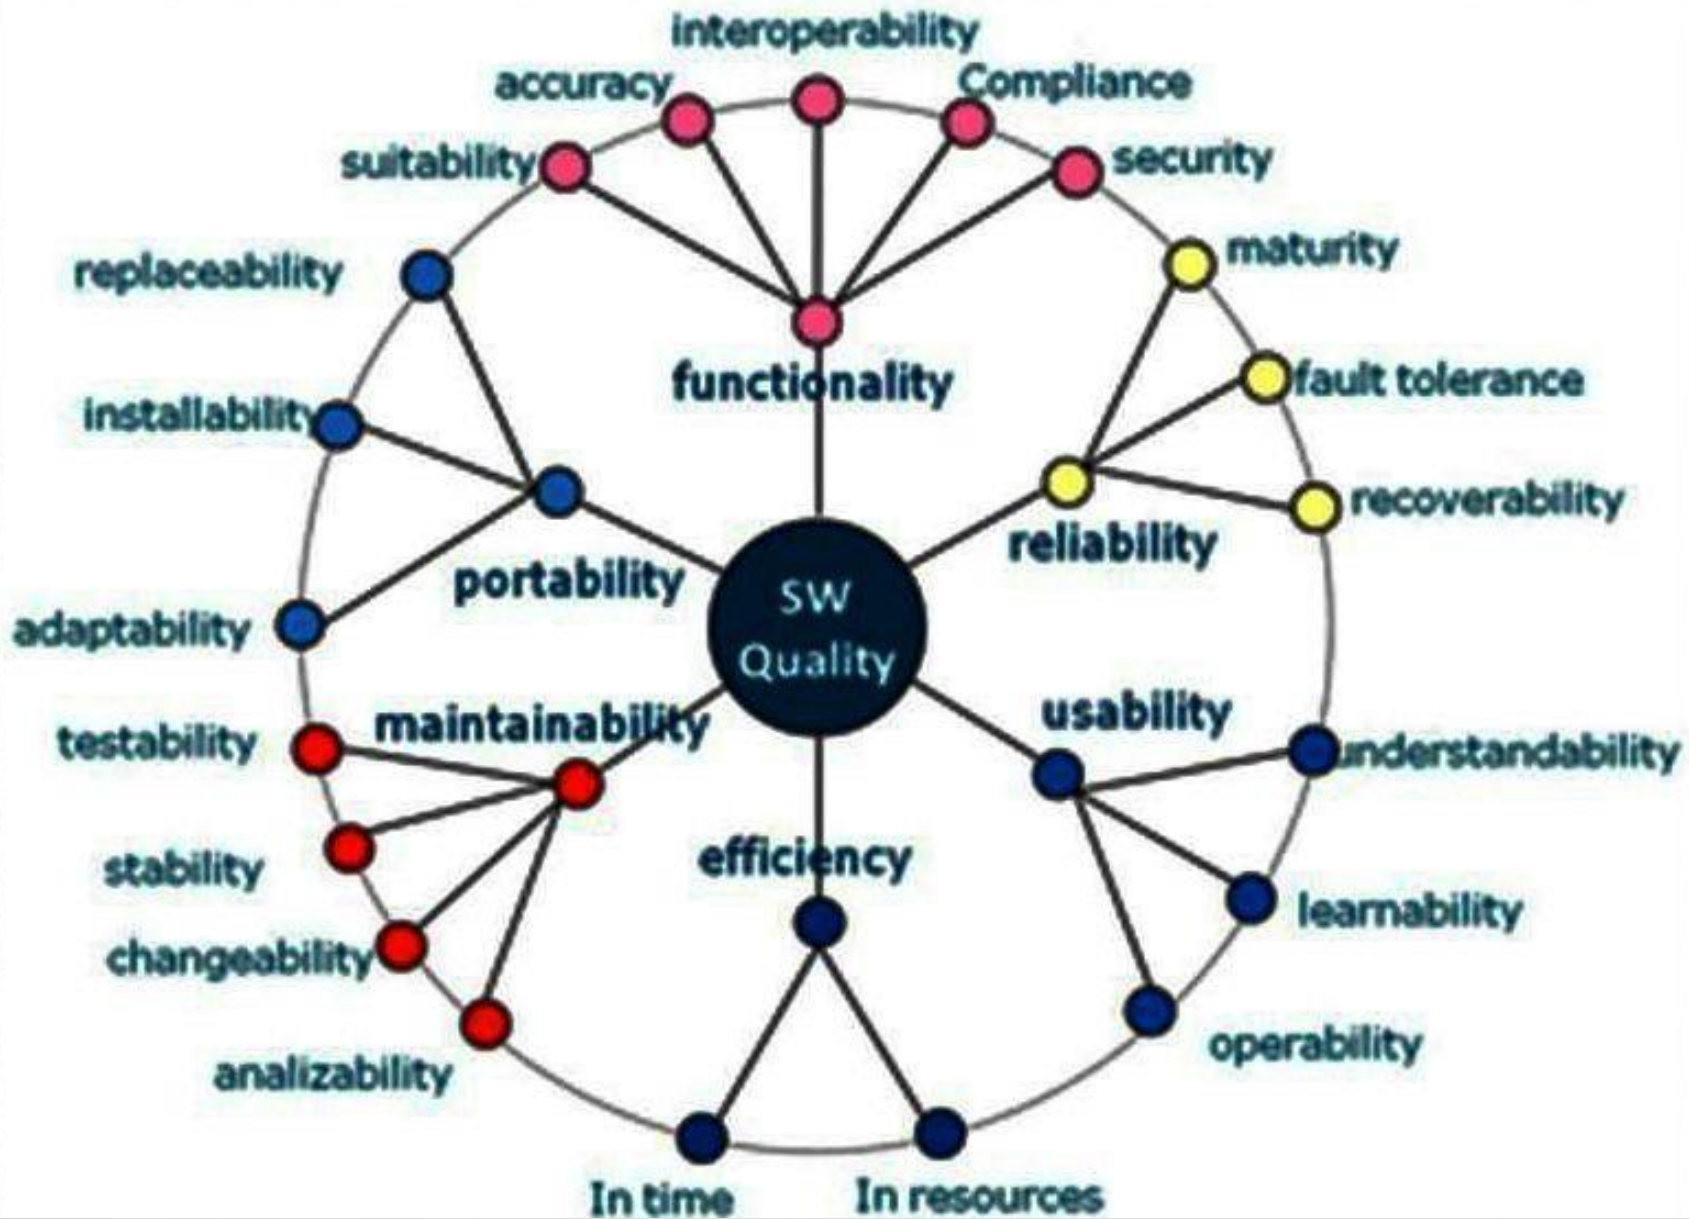 interoperability
accuracy
Compliance
suitability
security
maturity
replaceability
fault tolerance
functionality
installability
recoverability
reliability
portability
SW
Quality
adaptability
usability
maintainability
testability
understandability
efficiency
stability
learnability
changeability
operability
analizability
In time
In resources